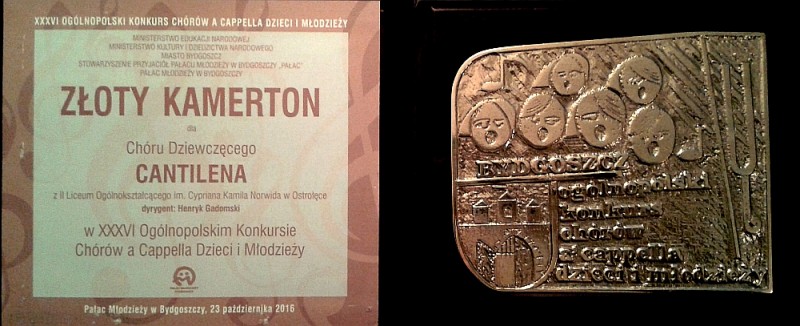 XXXVI OGÓLNOPOLSKI KONKURS CHÓRÓW A CAPPELLA DZIECI I MŁODZIEŻY
MINISTERSTWO EDUKACJI NARODOWEJ
MINISTERSTWO KULTURY I DZIEDZICTWA NARODOWEGO
MIASTO BYDGOSZCZ
STOWARZYSZENIE PRZYJACIÓŁ PAŁACU MŁODZIEŻY W BYDGOSZCZY „PAŁAC”
PAŁAC MŁODZIEŻY W BYDGOSZCZY
ZŁOTY KAMERTON
dla
Chóru Dziewczęcego
CANTILENA
z II Liceum Ogólnokształcącego im. Cypriana Kamila Norwida w Ostrołęce
dyrygent: Henryk Gadomski
w XXXVI Ogólnopolskim Konkursie
Chórów a Cappella Dzieci i Młodzieży
PAŁAC MŁODZIEŻY
Pałac Młodzieży w Bydgoszczy, 23 października 2016
BYDGOSZCZ
ogólnopolski
konkurs
chórów
a cappella
dzieci i młodzieży